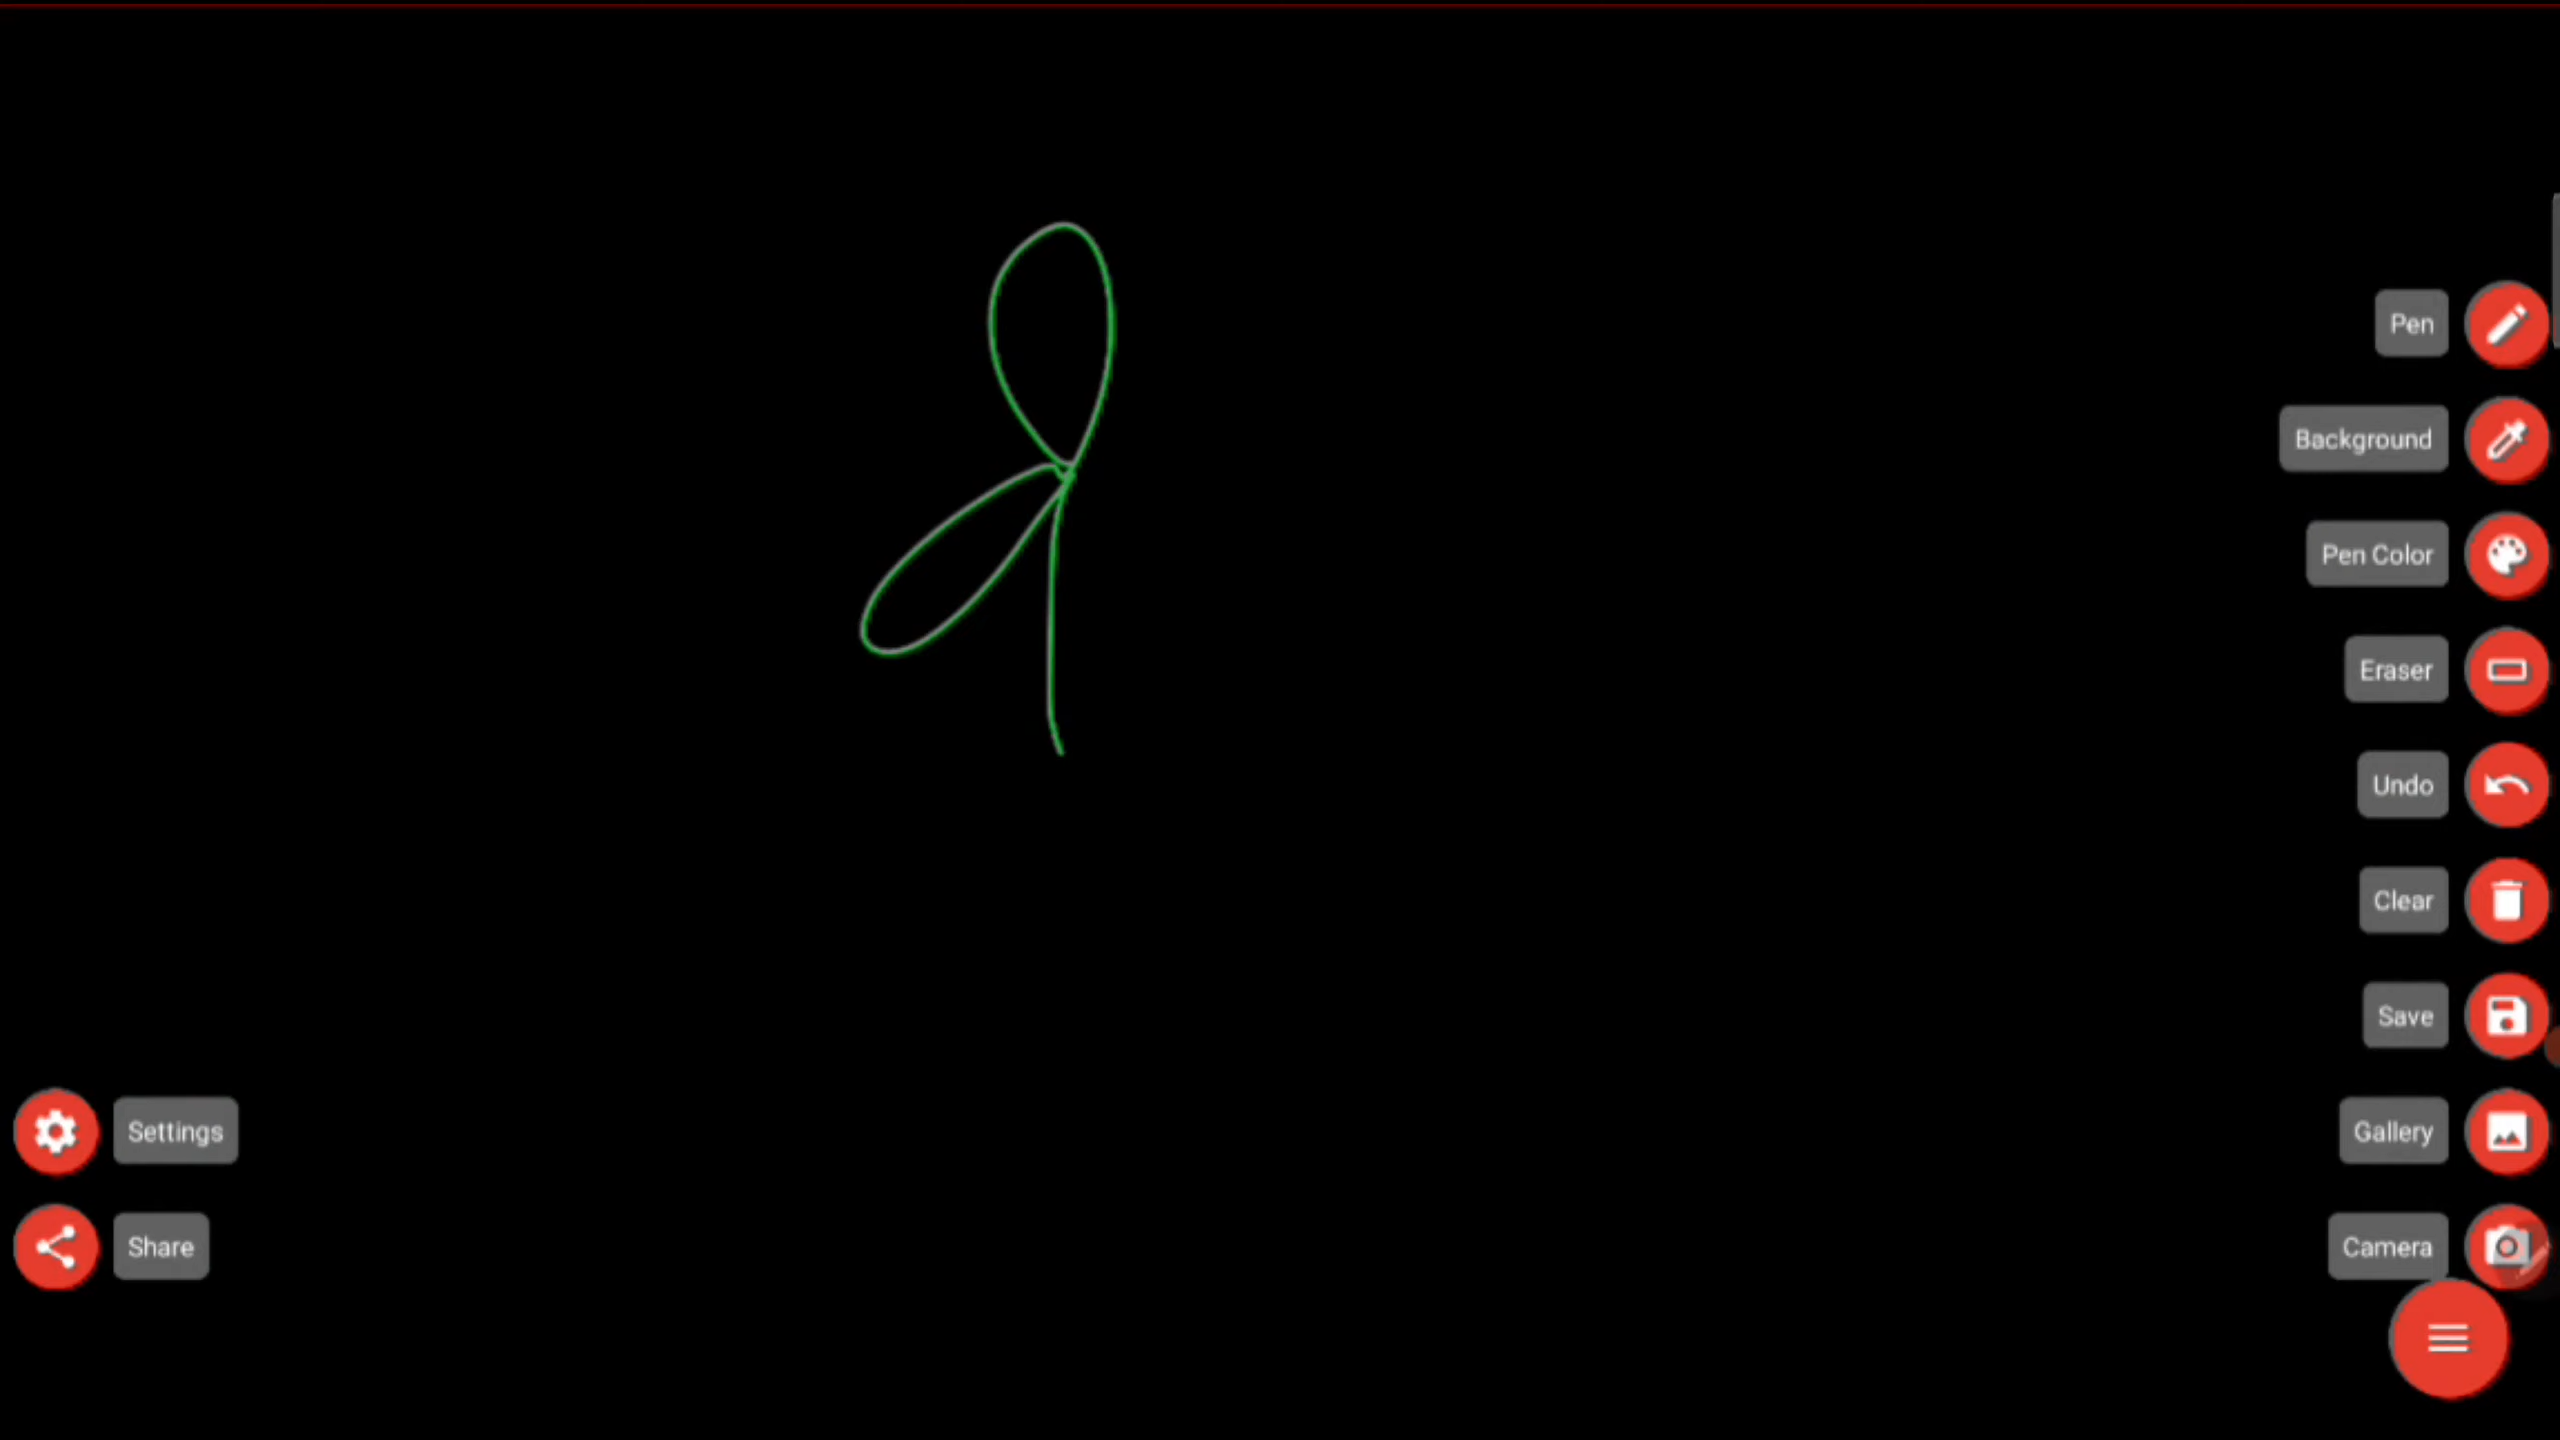 Pen
Background
Pen Color
Eraser
Undo
Clear
Save
Gallery
Camera
Settings
Share